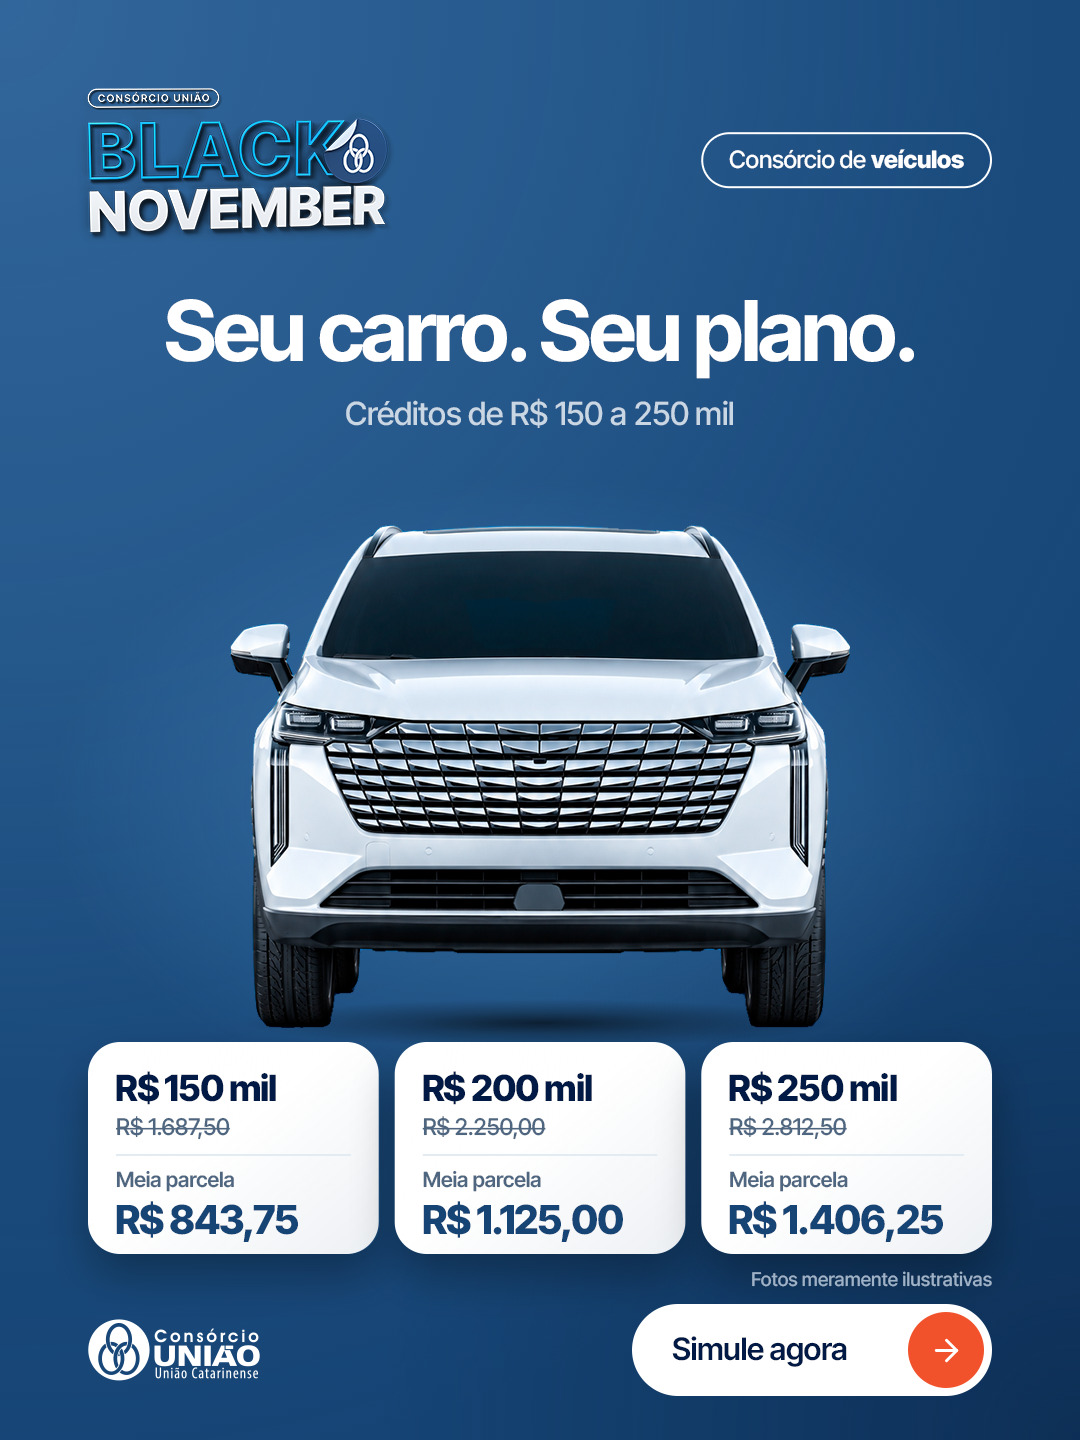 CONSÓRCIO UNIÃO
BLACK
NOVEMBER
Consórcio de veículos
Seu carro. Seu plano.
Créditos de R$ 150 a 250 mil
R$ 150 mil
R$ 1.687,50
Meia parcela
R$ 843,75
R$ 200 mil
R$ 2.250,00
Meia parcela
R$ 1.125,00
R$ 250 mil
R$ 2.812,50
Meia parcela
R$ 1.406,25
Fotos meramente ilustrativas
Consórcio
UNIÃO
União Catarinense
Simule agora